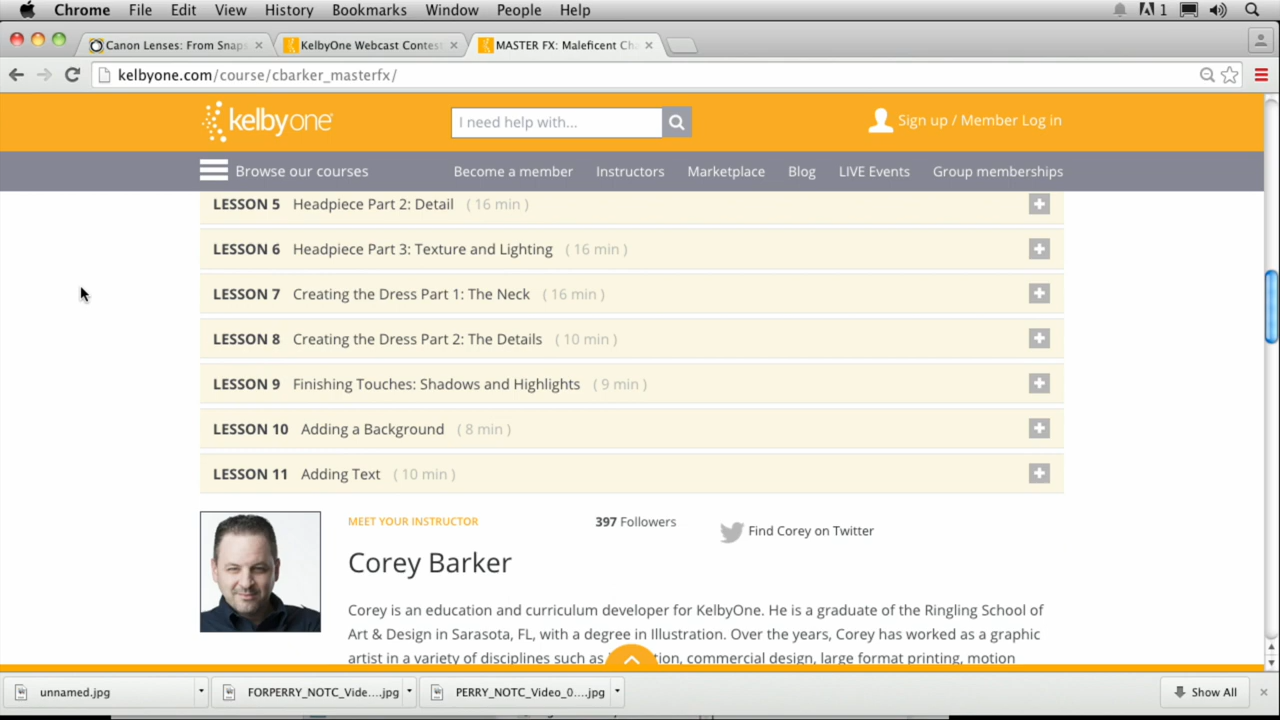 Chrome File Edit View History Bookmarks Window People Help 1
Canon Lenses: From Snaps KelbyOne Webcast Contest MASTER FX: Maleficent Ch
kelbyone.com/course/cbarker_masterfx/
kelbyone I need help with... Sign up / Member Log in
Browse our courses Become a member Instructors Marketplace Blog LIVE Events Group memberships
LESSON 5 Headpiece Part 2: Detail ( 16 min )
LESSON 6 Headpiece Part 3: Texture and Lighting ( 16 min )
LESSON 7 Creating the Dress Part 1: The Neck ( 16 min )
LESSON 8 Creating the Dress Part 2: The Details ( 10 min )
LESSON 9 Finishing Touches: Shadows and Highlights ( 9 min )
LESSON 10 Adding a Background ( 8 min )
LESSON 11 Adding Text ( 10 min )
MEET YOUR INSTRUCTOR 397 Followers Find Corey on Twitter
Corey Barker
Corey is an education and curriculum developer for KelbyOne. He is a graduate of the Ringling School of
Art & Design in Sarasota, FL, with a degree in Illustration. Over the years, Corey has worked as a graphic
artist in a variety of disciplines such as commercial design, large format printing, motion
unnamed.jpg FORPERRY_NOTC_Vide....jpg PERRY_NOTC_Video_0....jpg Show All